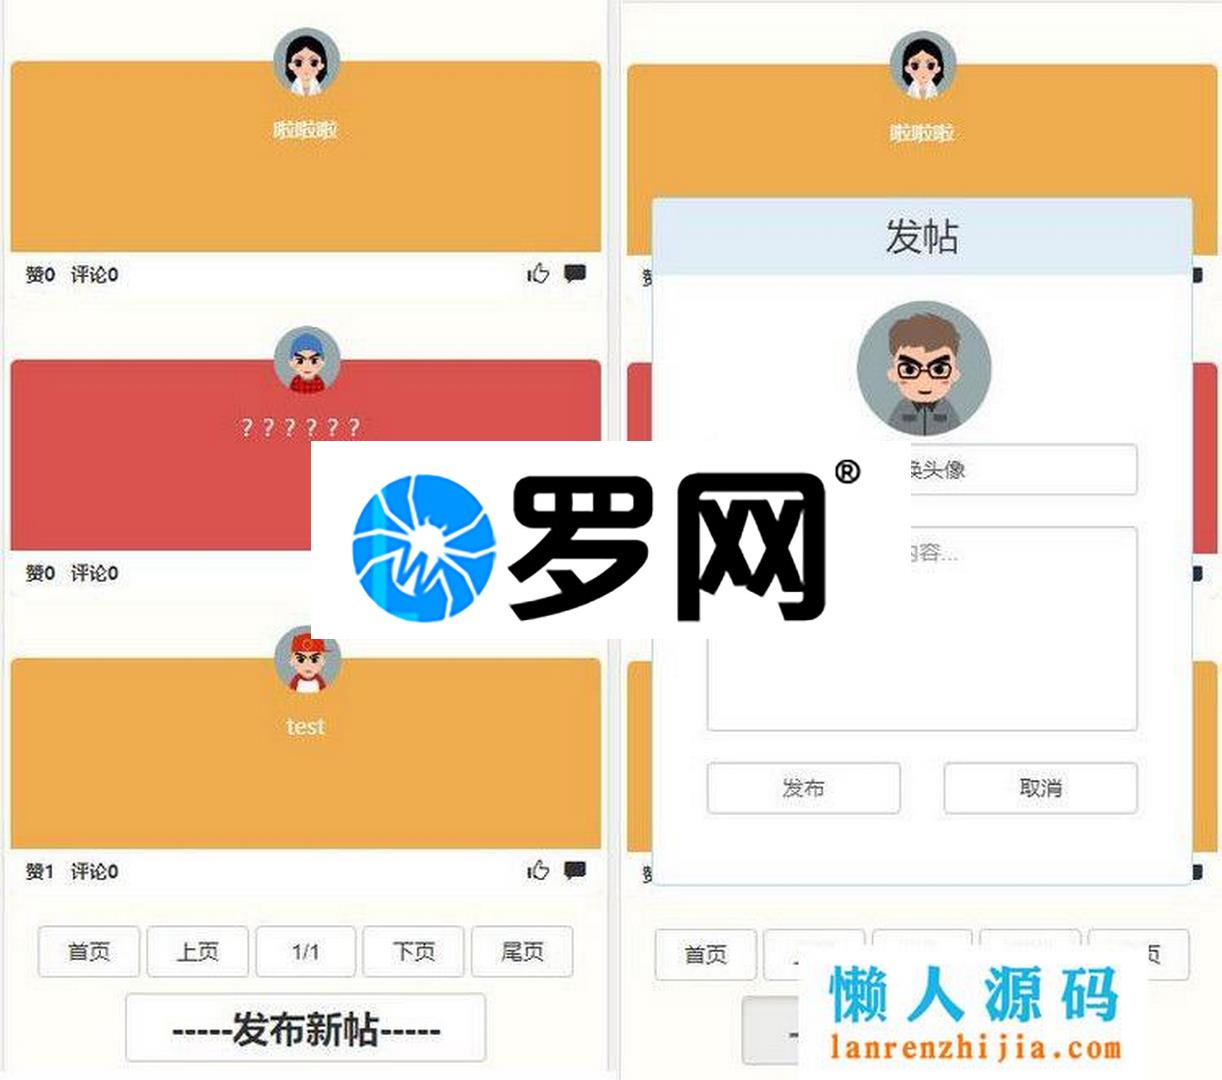 啦啦啦
赞0 评论0
？？？？？？
赞0 评论0
test
赞1 评论0
首页 上页 1/1 下页 尾页
-----发布新帖-----
啦啦啦
发帖
换头像
内容...
发布 取消
首页
页
罗网®
懒人源码
lanrenzhijia.com